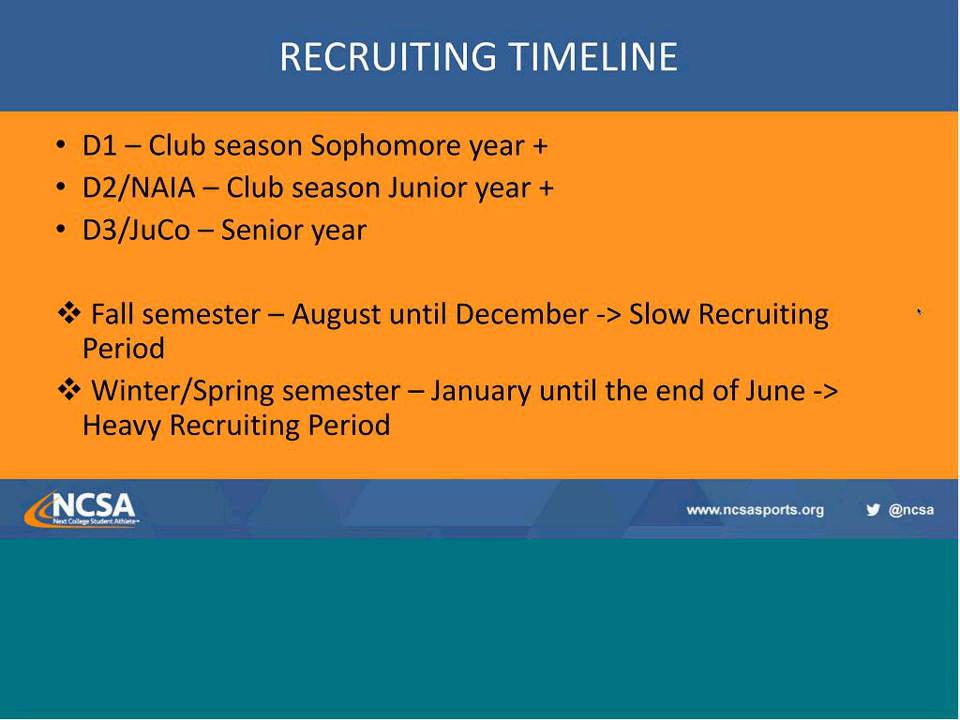 RECRUITING TIMELINE
• D1 – Club season Sophomore year +
• D2/NAIA – Club season Junior year +
• D3/JuCo – Senior year
❖ Fall semester – August until December -> Slow Recruiting
Period
❖ Winter/Spring semester – January until the end of June ->
Heavy Recruiting Period
NCSA
Next College Student Athlete™
www.ncsasports.org
@ncsa